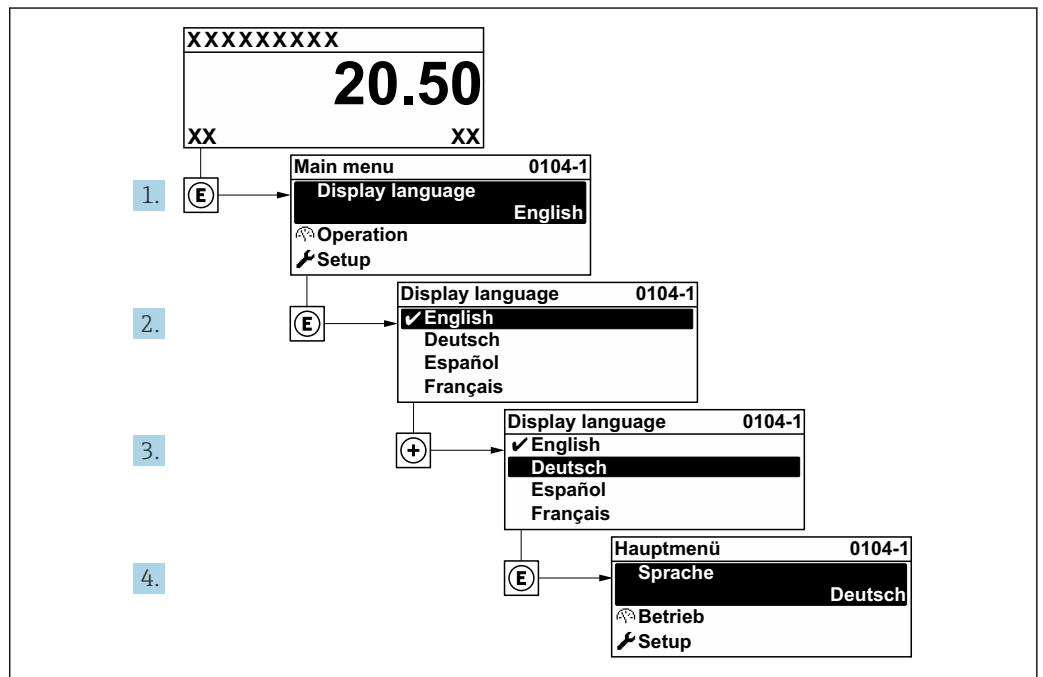 XXXXXXXXX
20.50
XX XX
1. E
Main menu 0104-1
Display language
English
Operation
Setup
2. E
Display language 0104-1
✔English
Deutsch
Español
Français
3. +
Display language 0104-1
✔English
Deutsch
Español
Français
4. E
Hauptmenü 0104-1
Sprache
Deutsch
Betrieb
Setup